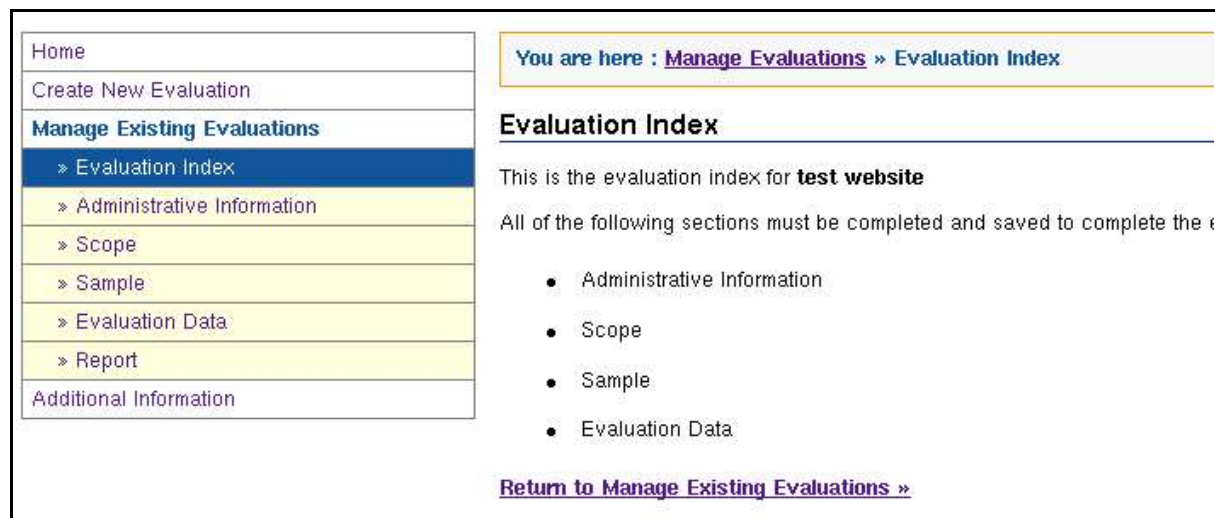 Home
Create New Evaluation
Manage Existing Evaluations
» Evaluation Index
» Administrative Information
» Scope
» Sample
» Evaluation Data
» Report
Additional Information
You are here : Manage Evaluations » Evaluation Index
Evaluation Index
This is the evaluation index for test website
All of the following sections must be completed and saved to complete the
• Administrative Information
• Scope
• Sample
• Evaluation Data
Return to Manage Existing Evaluations »